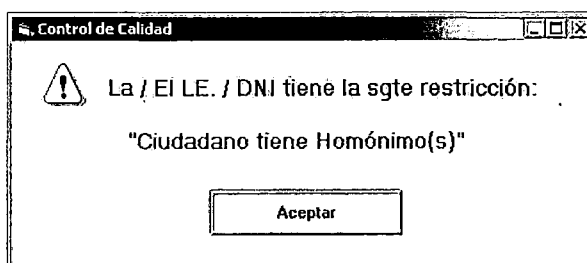 Control de Calidad
La / El LE. / DNI tiene la sgte restricción:
"Ciudadano tiene Homónimo(s)"
Aceptar